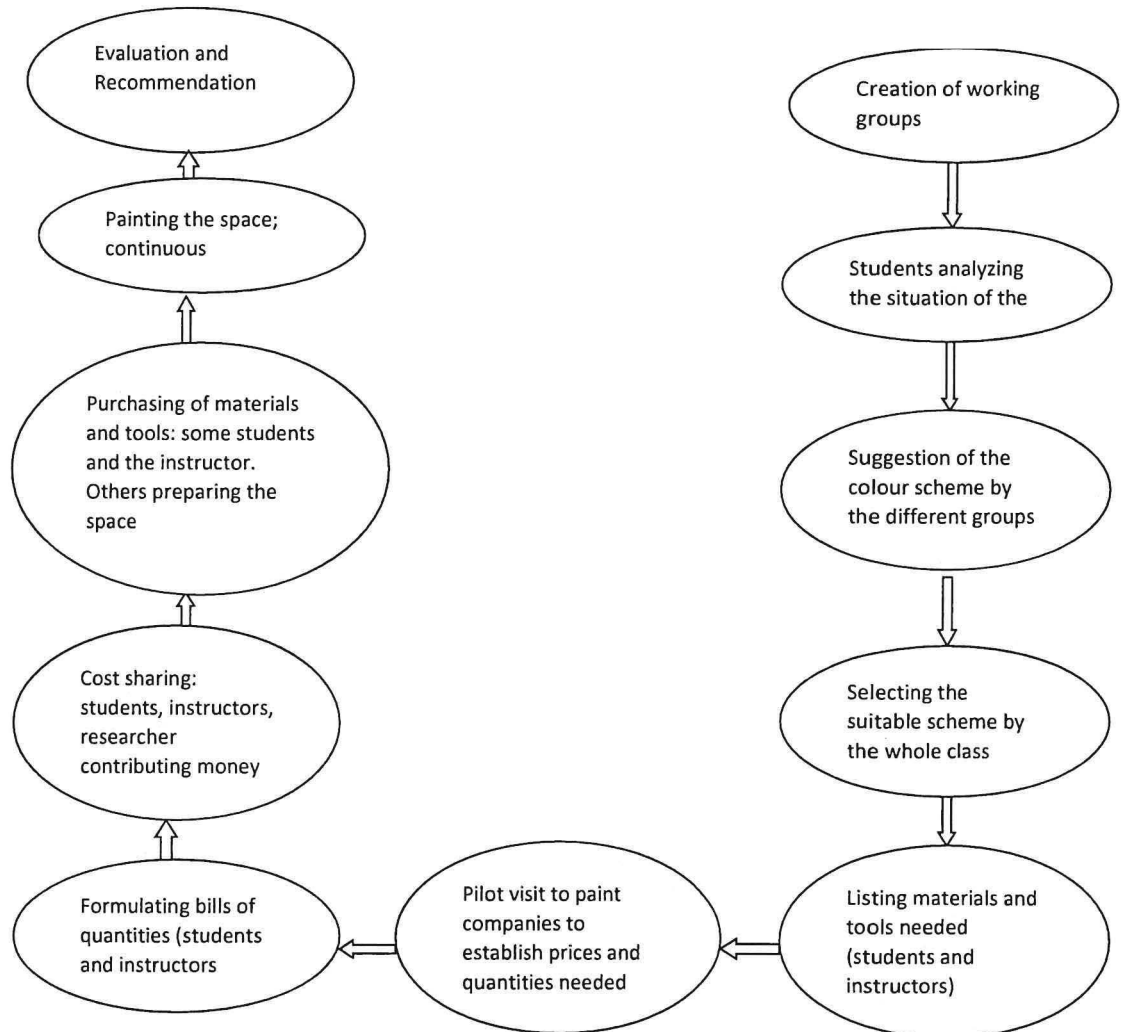 Creation of working
groups
Students analyzing
the situation of the
Suggestion of the
colour scheme by
the different groups
Selecting the
suitable scheme by
the whole class
Listing materials and
tools needed
(students and
instructors)
Pilot visit to paint
companies to
establish prices and
quantities needed
Formulating bills of
quantities (students
and instructors
Cost sharing:
students, instructors,
researcher
contributing money
Purchasing of materials
and tools: some students
and the instructor.
Others preparing the
space
Painting the space;
continuous
Evaluation and
Recommendation